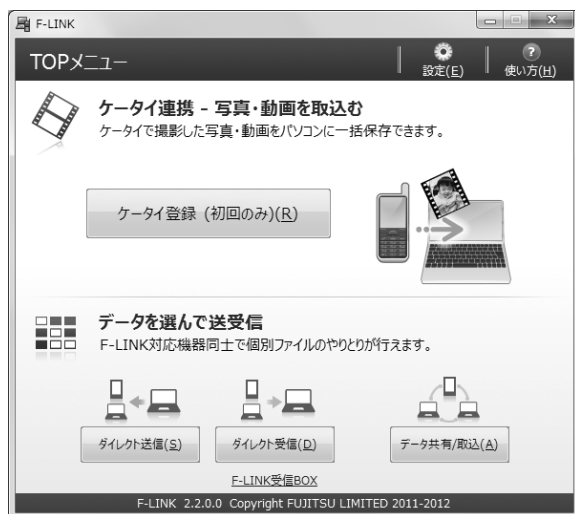 F-LINK
TOPメニュー
設定(E)
使い方(H)
ケータイ連携 - 写真・動画を取込む
ケータイで撮影した写真・動画をパソコンに一括保存できます。
ケータイ登録 (初回のみ)(R)
データを選んで送受信
F-LINK対応機器同士で個別ファイルのやりとりが行えます。
ダイレクト送信(S)
ダイレクト受信(D)
データ共有/取込(A)
F-LINK受信BOX
F-LINK 2.2.0.0 Copyright FUJITSU LIMITED 2011-2012